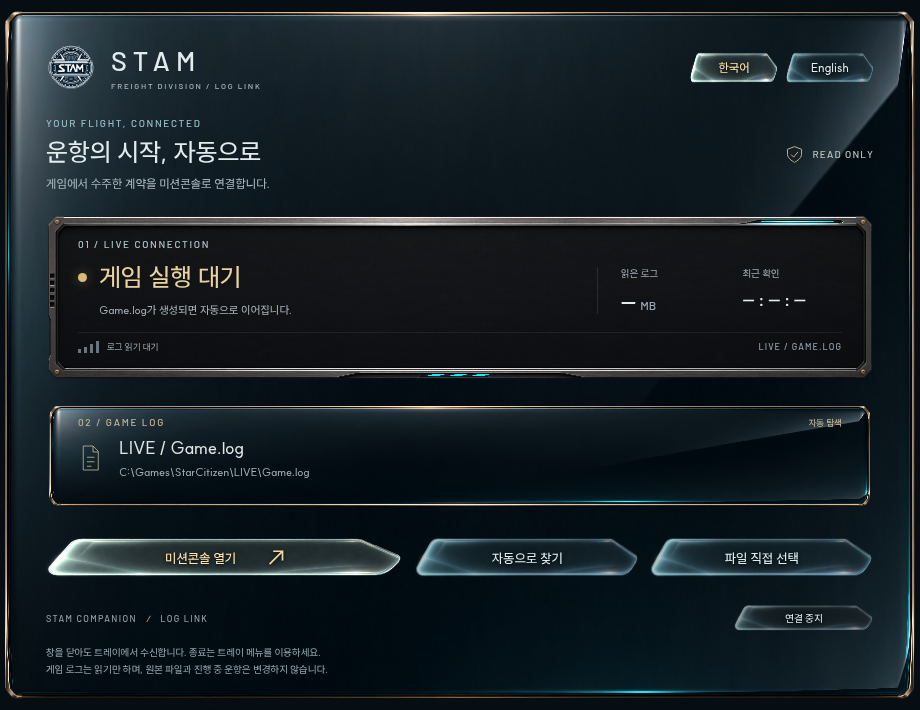 STAM
STAM
FREIGHT DIVISION / LOG LINK
한국어
English
YOUR FLIGHT, CONNECTED
운항의 시작, 자동으로
READ ONLY
게임에서 수주한 계약을 미션콘솔로 연결합니다.
01 / LIVE CONNECTION
게임 실행 대기
Game.log가 생성되면 자동으로 이어집니다.
읽은 로그
— MB
최근 확인
—:—:—
로그 읽기 대기
LIVE / GAME.LOG
02 / GAME LOG
자동 탐색
LIVE / Game.log
C:\Games\StarCitizen\LIVE\Game.log
미션콘솔 열기
자동으로 찾기
파일 직접 선택
STAM COMPANION / LOG LINK
연결 중지
창을 닫아도 트레이에서 수신합니다. 종료는 트레이 메뉴를 이용하세요.
게임 로그는 읽기만 하며, 원본 파일과 진행 중 운항은 변경하지 않습니다.